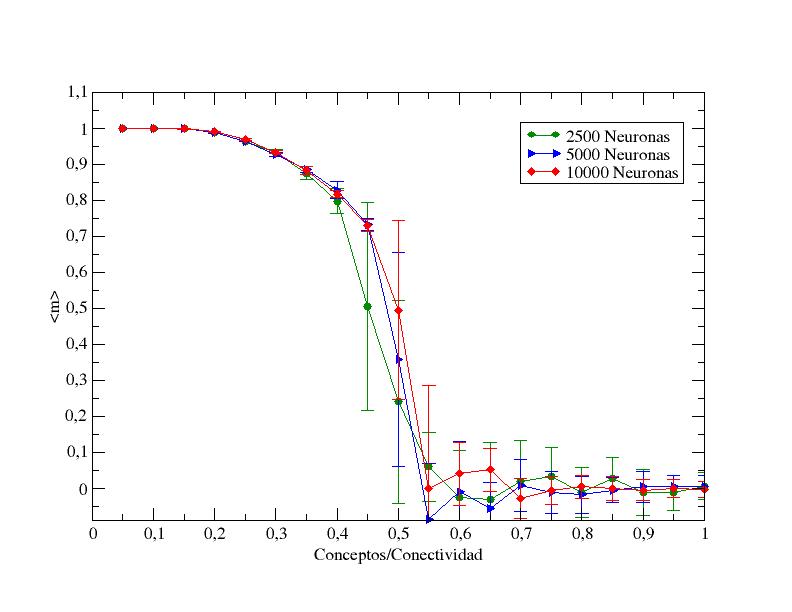 1,1
1
0,9
0,8
0,7
0,6
0,5
0,4
0,3
0,2
0,1
0
<m>
2500 Neuronas
5000 Neuronas
10000 Neuronas
0 0,1 0,2 0,3 0,4 0,5 0,6 0,7 0,8 0,9 1
Conceptos/Conectividad